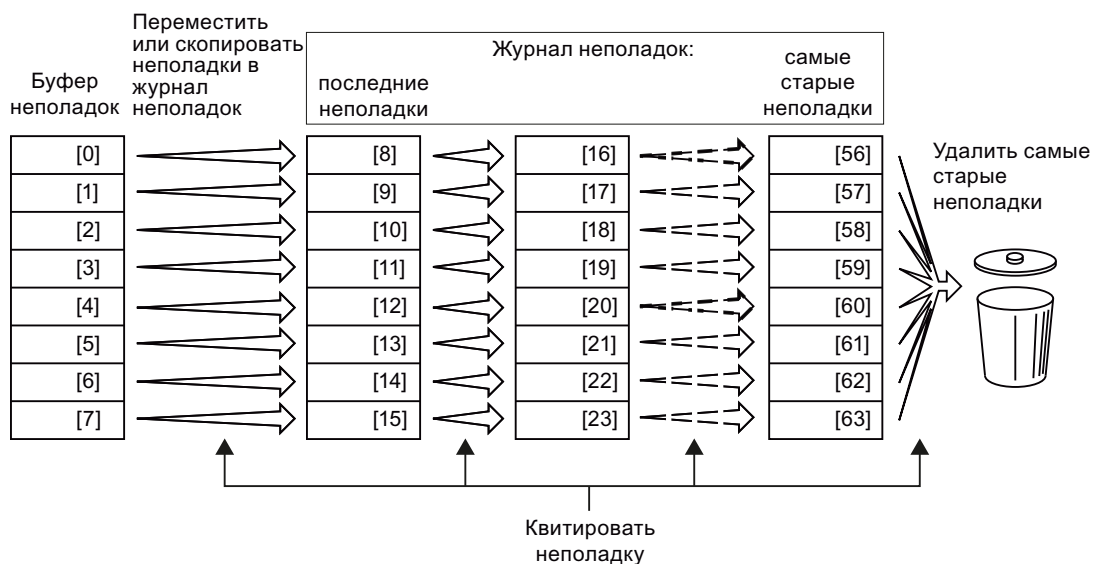 Буфер
неполадок
Переместить
или скопировать
неполадки в
журнал
неполадок
Журнал неполадок:
последние
неполадки
самые
старые
неполадки
[0] [8] [16] [56]
[1] [9] [17] [57]
[2] [10] [18] [58]
[3] [11] [19] [59]
[4] [12] [20] [60]
[5] [13] [21] [61]
[6] [14] [22] [62]
[7] [15] [23] [63]
Удалить самые
старые
неполадки
Квитировать
неполадку